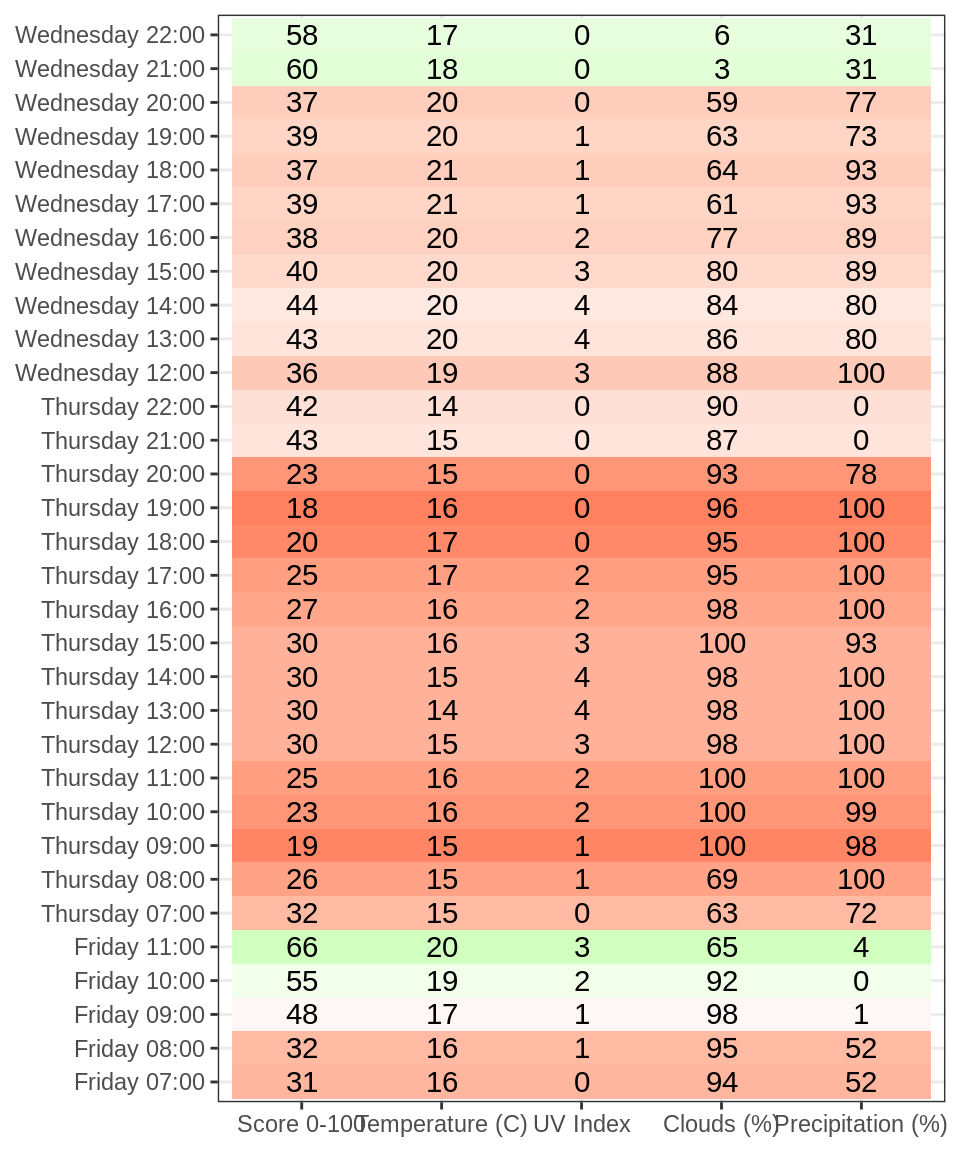 Wednesday 22:00 58 17 0 6 31
Wednesday 21:00 60 18 0 3 31
Wednesday 20:00 37 20 0 59 77
Wednesday 19:00 39 20 1 63 73
Wednesday 18:00 37 21 1 64 93
Wednesday 17:00 39 21 1 61 93
Wednesday 16:00 38 20 2 77 89
Wednesday 15:00 40 20 3 80 89
Wednesday 14:00 44 20 4 84 80
Wednesday 13:00 43 20 4 86 80
Wednesday 12:00 36 19 3 88 100
Thursday 22:00 42 14 0 90 0
Thursday 21:00 43 15 0 87 0
Thursday 20:00 23 15 0 93 78
Thursday 19:00 18 16 0 96 100
Thursday 18:00 20 17 0 95 100
Thursday 17:00 25 17 2 95 100
Thursday 16:00 27 16 2 98 100
Thursday 15:00 30 16 3 100 93
Thursday 14:00 30 15 4 98 100
Thursday 13:00 30 14 4 98 100
Thursday 12:00 30 15 3 98 100
Thursday 11:00 25 16 2 100 100
Thursday 10:00 23 16 2 100 99
Thursday 09:00 19 15 1 100 98
Thursday 08:00 26 15 1 69 100
Thursday 07:00 32 15 0 63 72
Friday 11:00 66 20 3 65 4
Friday 10:00 55 19 2 92 0
Friday 09:00 48 17 1 98 1
Friday 08:00 32 16 1 95 52
Friday 07:00 31 16 0 94 52
Score 0-100 Temperature (C) UV Index Clouds (%) Precipitation (%)